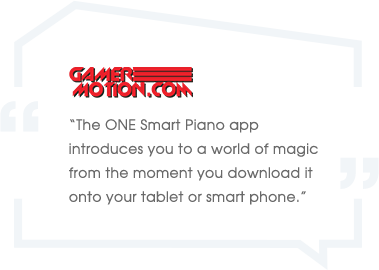 GAMER
MOTION.COM
“The ONE Smart Piano app
introduces you to a world of magic
from the moment you download it
onto your tablet or smart phone.”